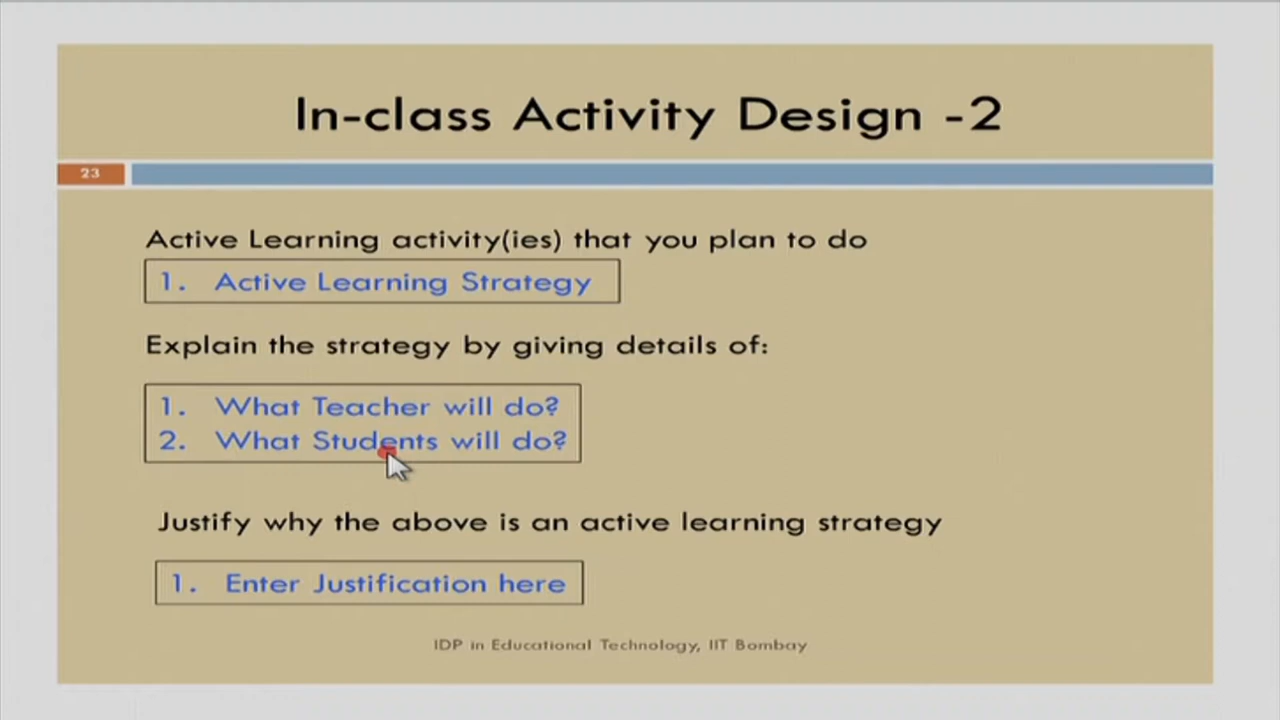 In-class Activity Design -2
23
Active Learning activity(ies) that you plan to do
1. Active Learning Strategy
Explain the strategy by giving details of:
1. What Teacher will do?
2. What Students will do?
Justify why the above is an active learning strategy
1. Enter Justification here
IDP in Educational Technology, IIT Bombay